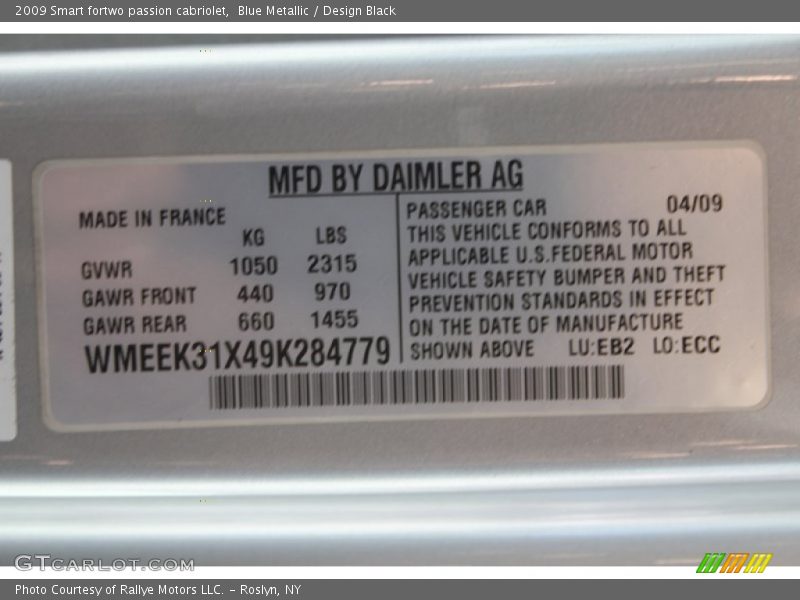 2009 Smart fortwo passion cabriolet,  Blue Metallic / Design Black
MFD BY DAIMLER AG
MADE IN FRANCE
KG LBS
GVWR 1050 2315
GAWR FRONT 440 970
GAWR REAR 660 1455
WMEEK31X49K284779
PASSENGER CAR 04/09
THIS VEHICLE CONFORMS TO ALL
APPLICABLE U.S.FEDERAL MOTOR
VEHICLE SAFETY BUMPER AND THEFT
PREVENTION STANDARDS IN EFFECT
ON THE DATE OF MANUFACTURE
SHOWN ABOVE LU:EB2 LO:ECC
GTCARLOT.COM
Photo Courtesy of Rallye Motors LLC. - Roslyn, NY